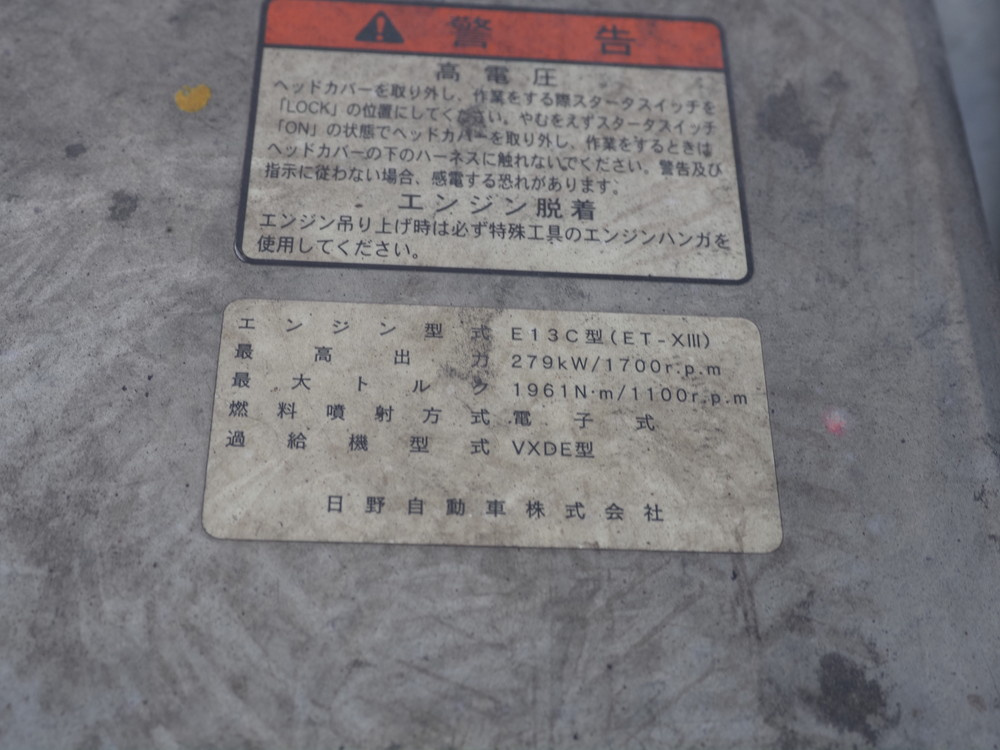 警告
高電圧
ヘッドカバーを取り外し、作業をする際スタータスイッチを
「LOCK」の位置にしてください。やむをえずスタータスイッチ
「ON」の状態でヘッドカバーを取り外し、作業をするときは
ヘッドカバーの下のハーネスに触れないでください。警告及び
指示に従わない場合、感電する恐れがあります。
エンジン脱着
エンジン吊り上げ時は必ず特殊工具のエンジンハンガを
使用してください。
エンジン型式 E13C型(ET-XIII)
最高出力 279kW/1700r.p.m
最大トルク 1961N·m/1100r.p.m
燃料噴射方式 電子式
過給機型式 VXDE型
日野自動車株式会社